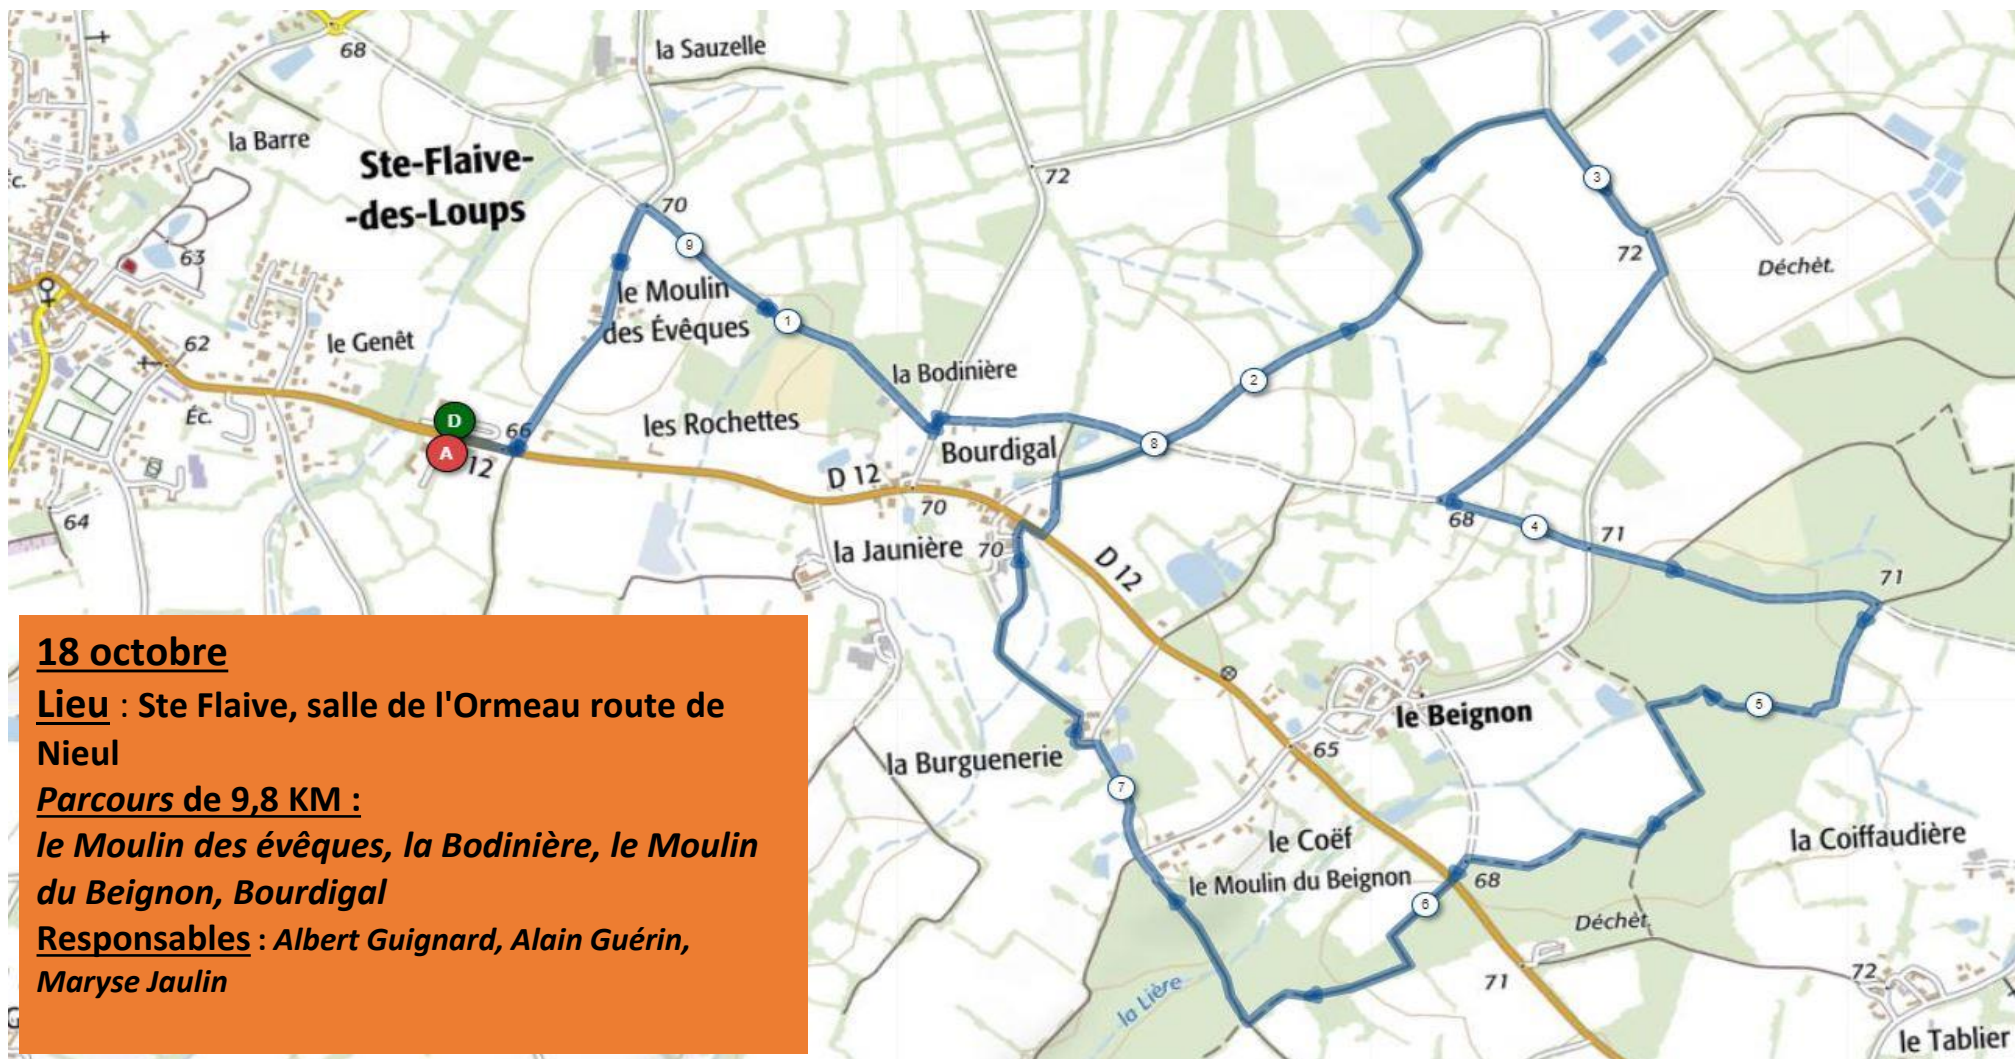 68
la Sauzelle
la Barre
Ste-Flaive-
-des-Loups
72
3
70
63
9
72
Déchèt.
le Moulin
des Évêques
1
62
le Genêt
la Bodinière
2
Éc.
D
66
les Rochettes
8
Bourdigal
A
12
D 12
70
68
4
71
64
la Jaunière
70
D 12
71
le Beignon
5
65
la Burguenerie
7
le Coëf
la Coiffaudière
le Moulin du Beignon
68
6
Déchèt.
71
72
la Lière
le Tablier
18 octobre
Lieu : Ste Flaive, salle de l'Ormeau route de
Nieul
Parcours de 9,8 KM :
le Moulin des évêques, la Bodinière, le Moulin
du Beignon, Bourdigal
Responsables : Albert Guignard, Alain Guérin,
Maryse Jaulin